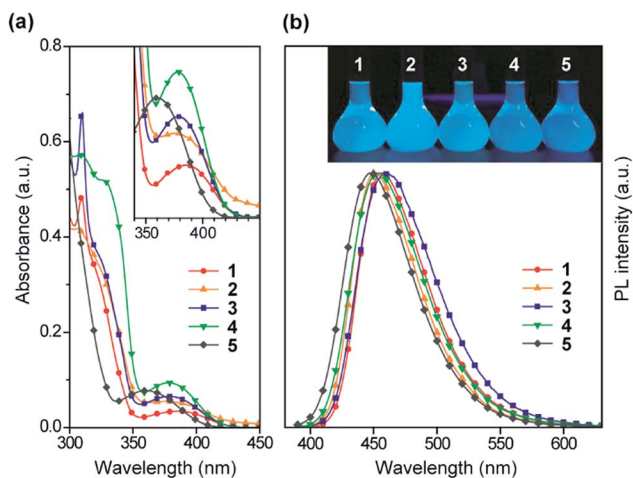 (a)
0.8
0.6
0.4
0.2
0.0
Absorbance (a.u.)
300 350 400 450
Wavelength (nm)
350 400
1
2
3
4
5
(b)
1 2 3 4 5
1
2
3
4
5
PL intensity (a.u.)
400 450 500 550 600
Wavelength (nm)